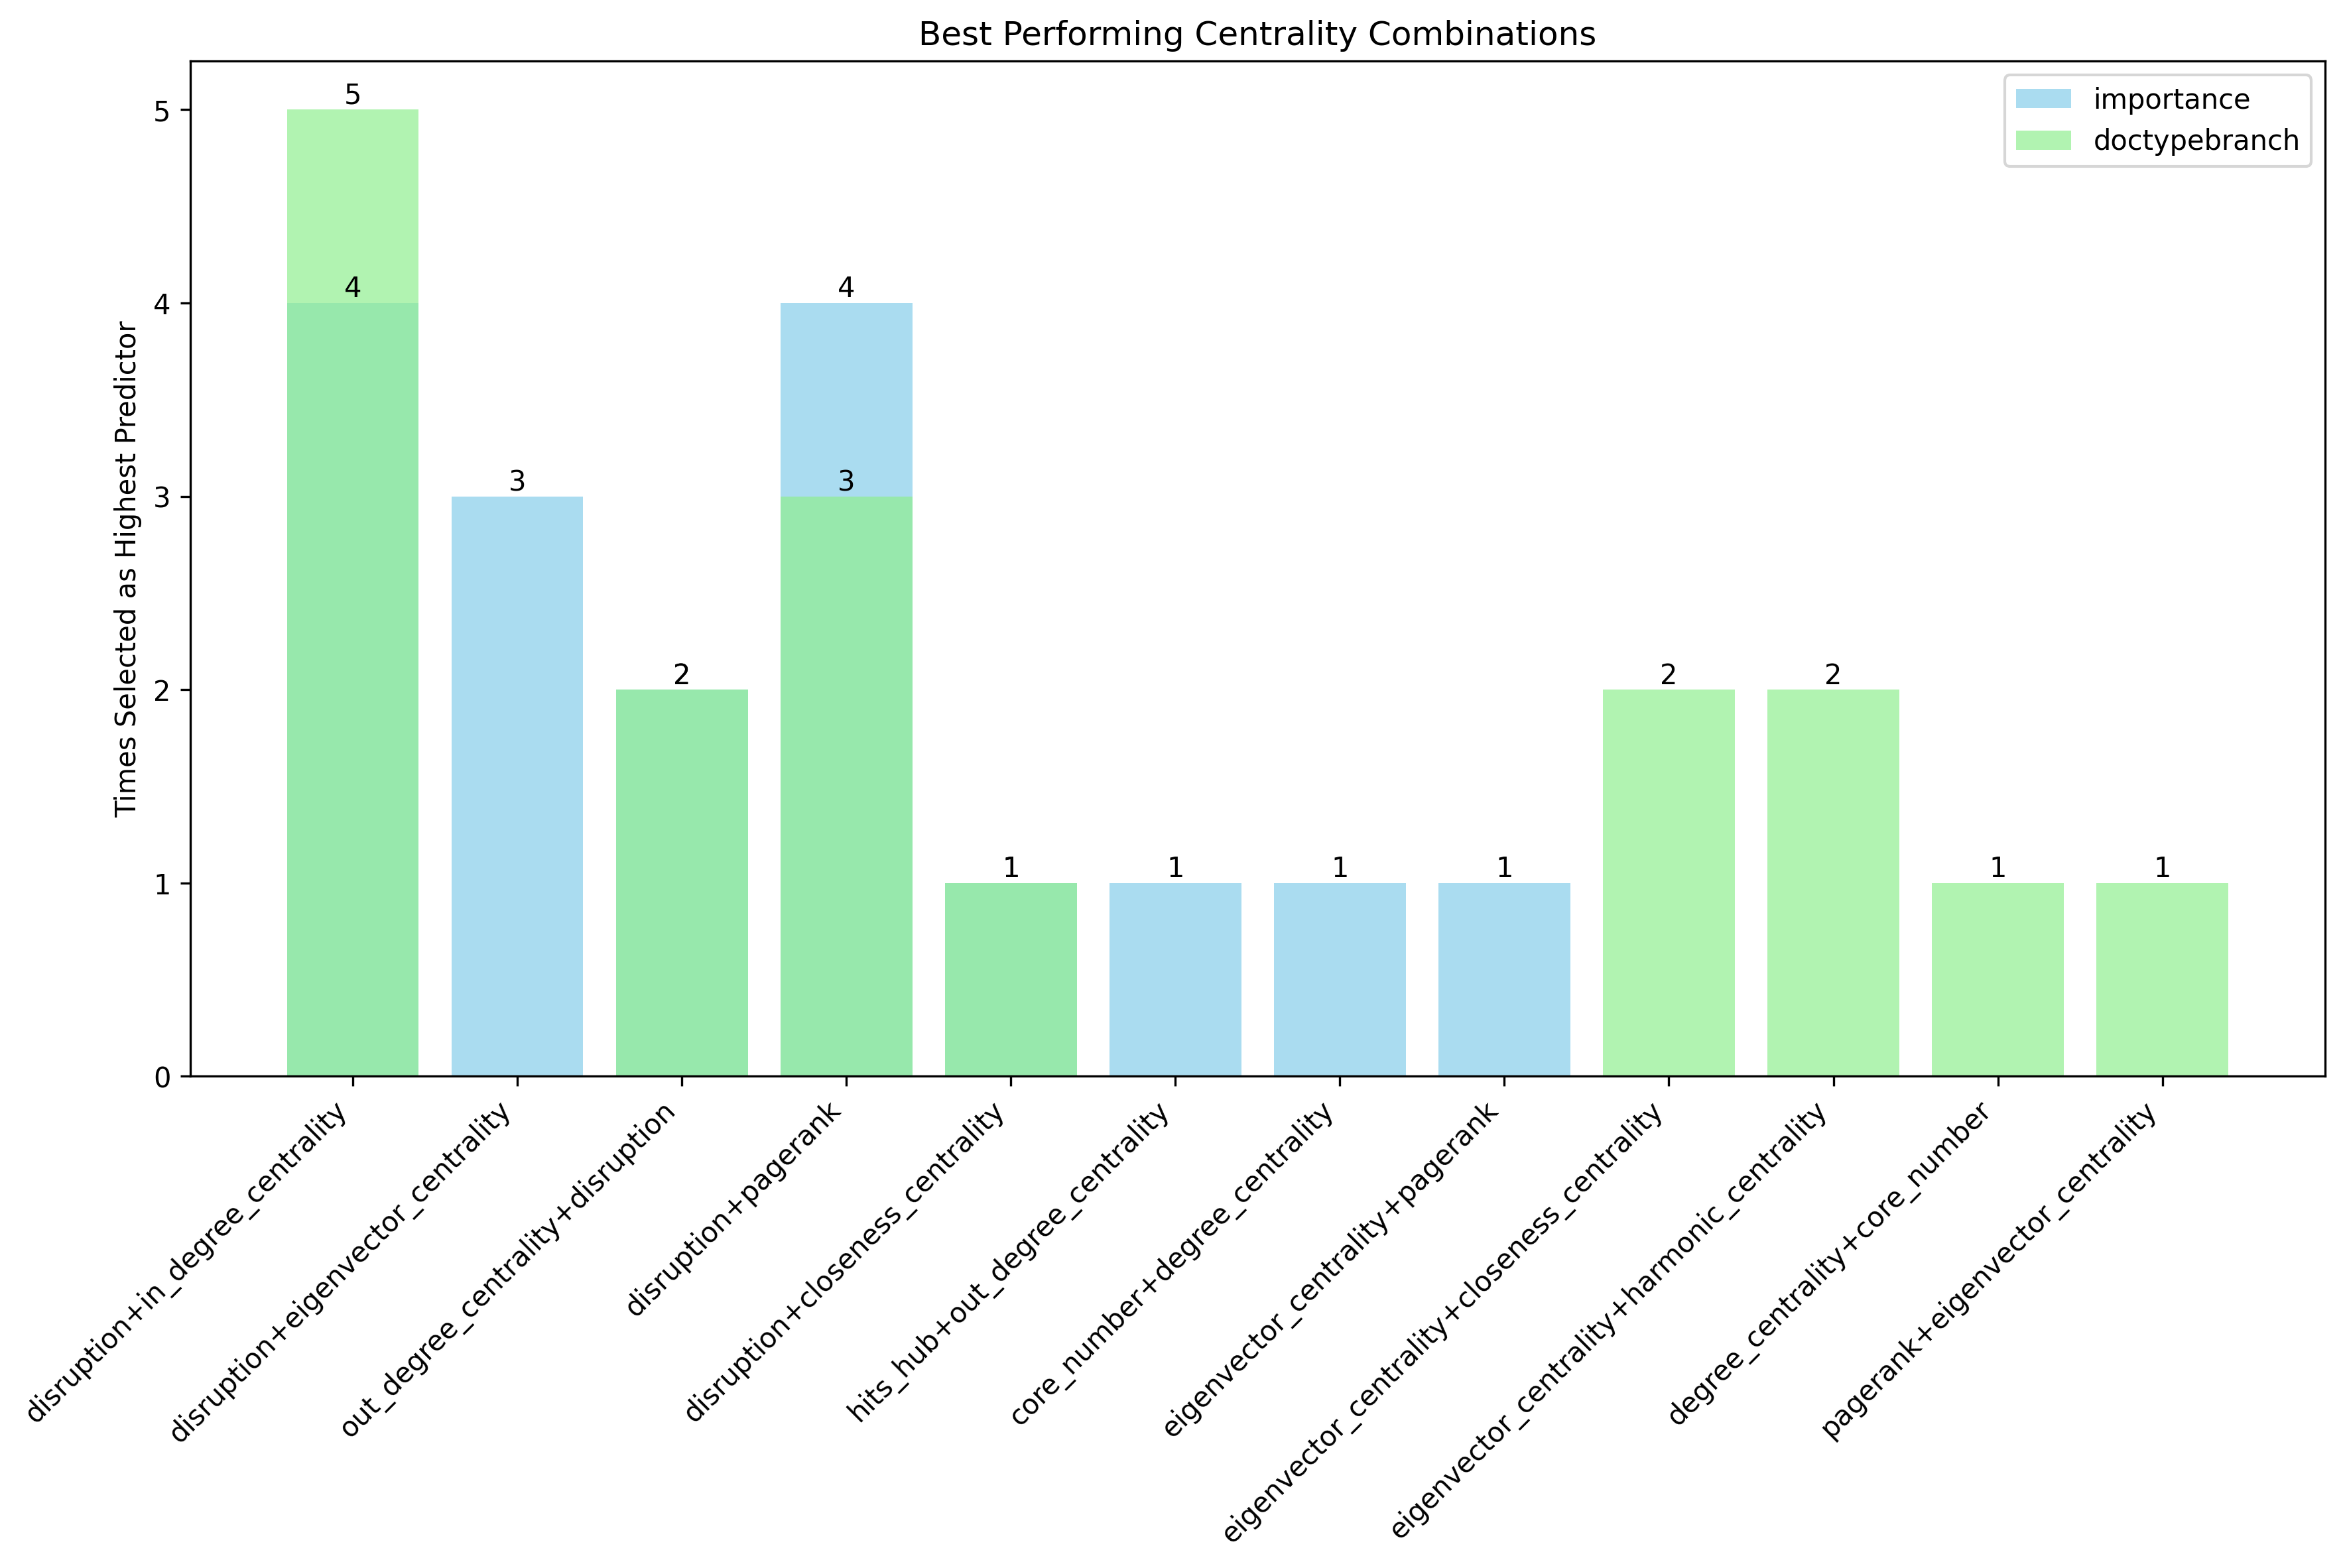 Best Performing Centrality Combinations
importance
doctypebranch
Times Selected as Highest Predictor
5
4
3
2
1
0
5
4
3
2
4
3
1
1
1
1
2
2
1
1
disruption+in_degree_centrality
disruption+eigenvector_centrality
out_degree_centrality+disruption
disruption+pagerank
disruption+closeness_centrality
hits_hub+out_degree_centrality
core_number+degree_centrality
eigenvector_centrality+pagerank
eigenvector_centrality+closeness_centrality
eigenvector_centrality+harmonic_centrality
degree_centrality+core_number
pagerank+eigenvector_centrality